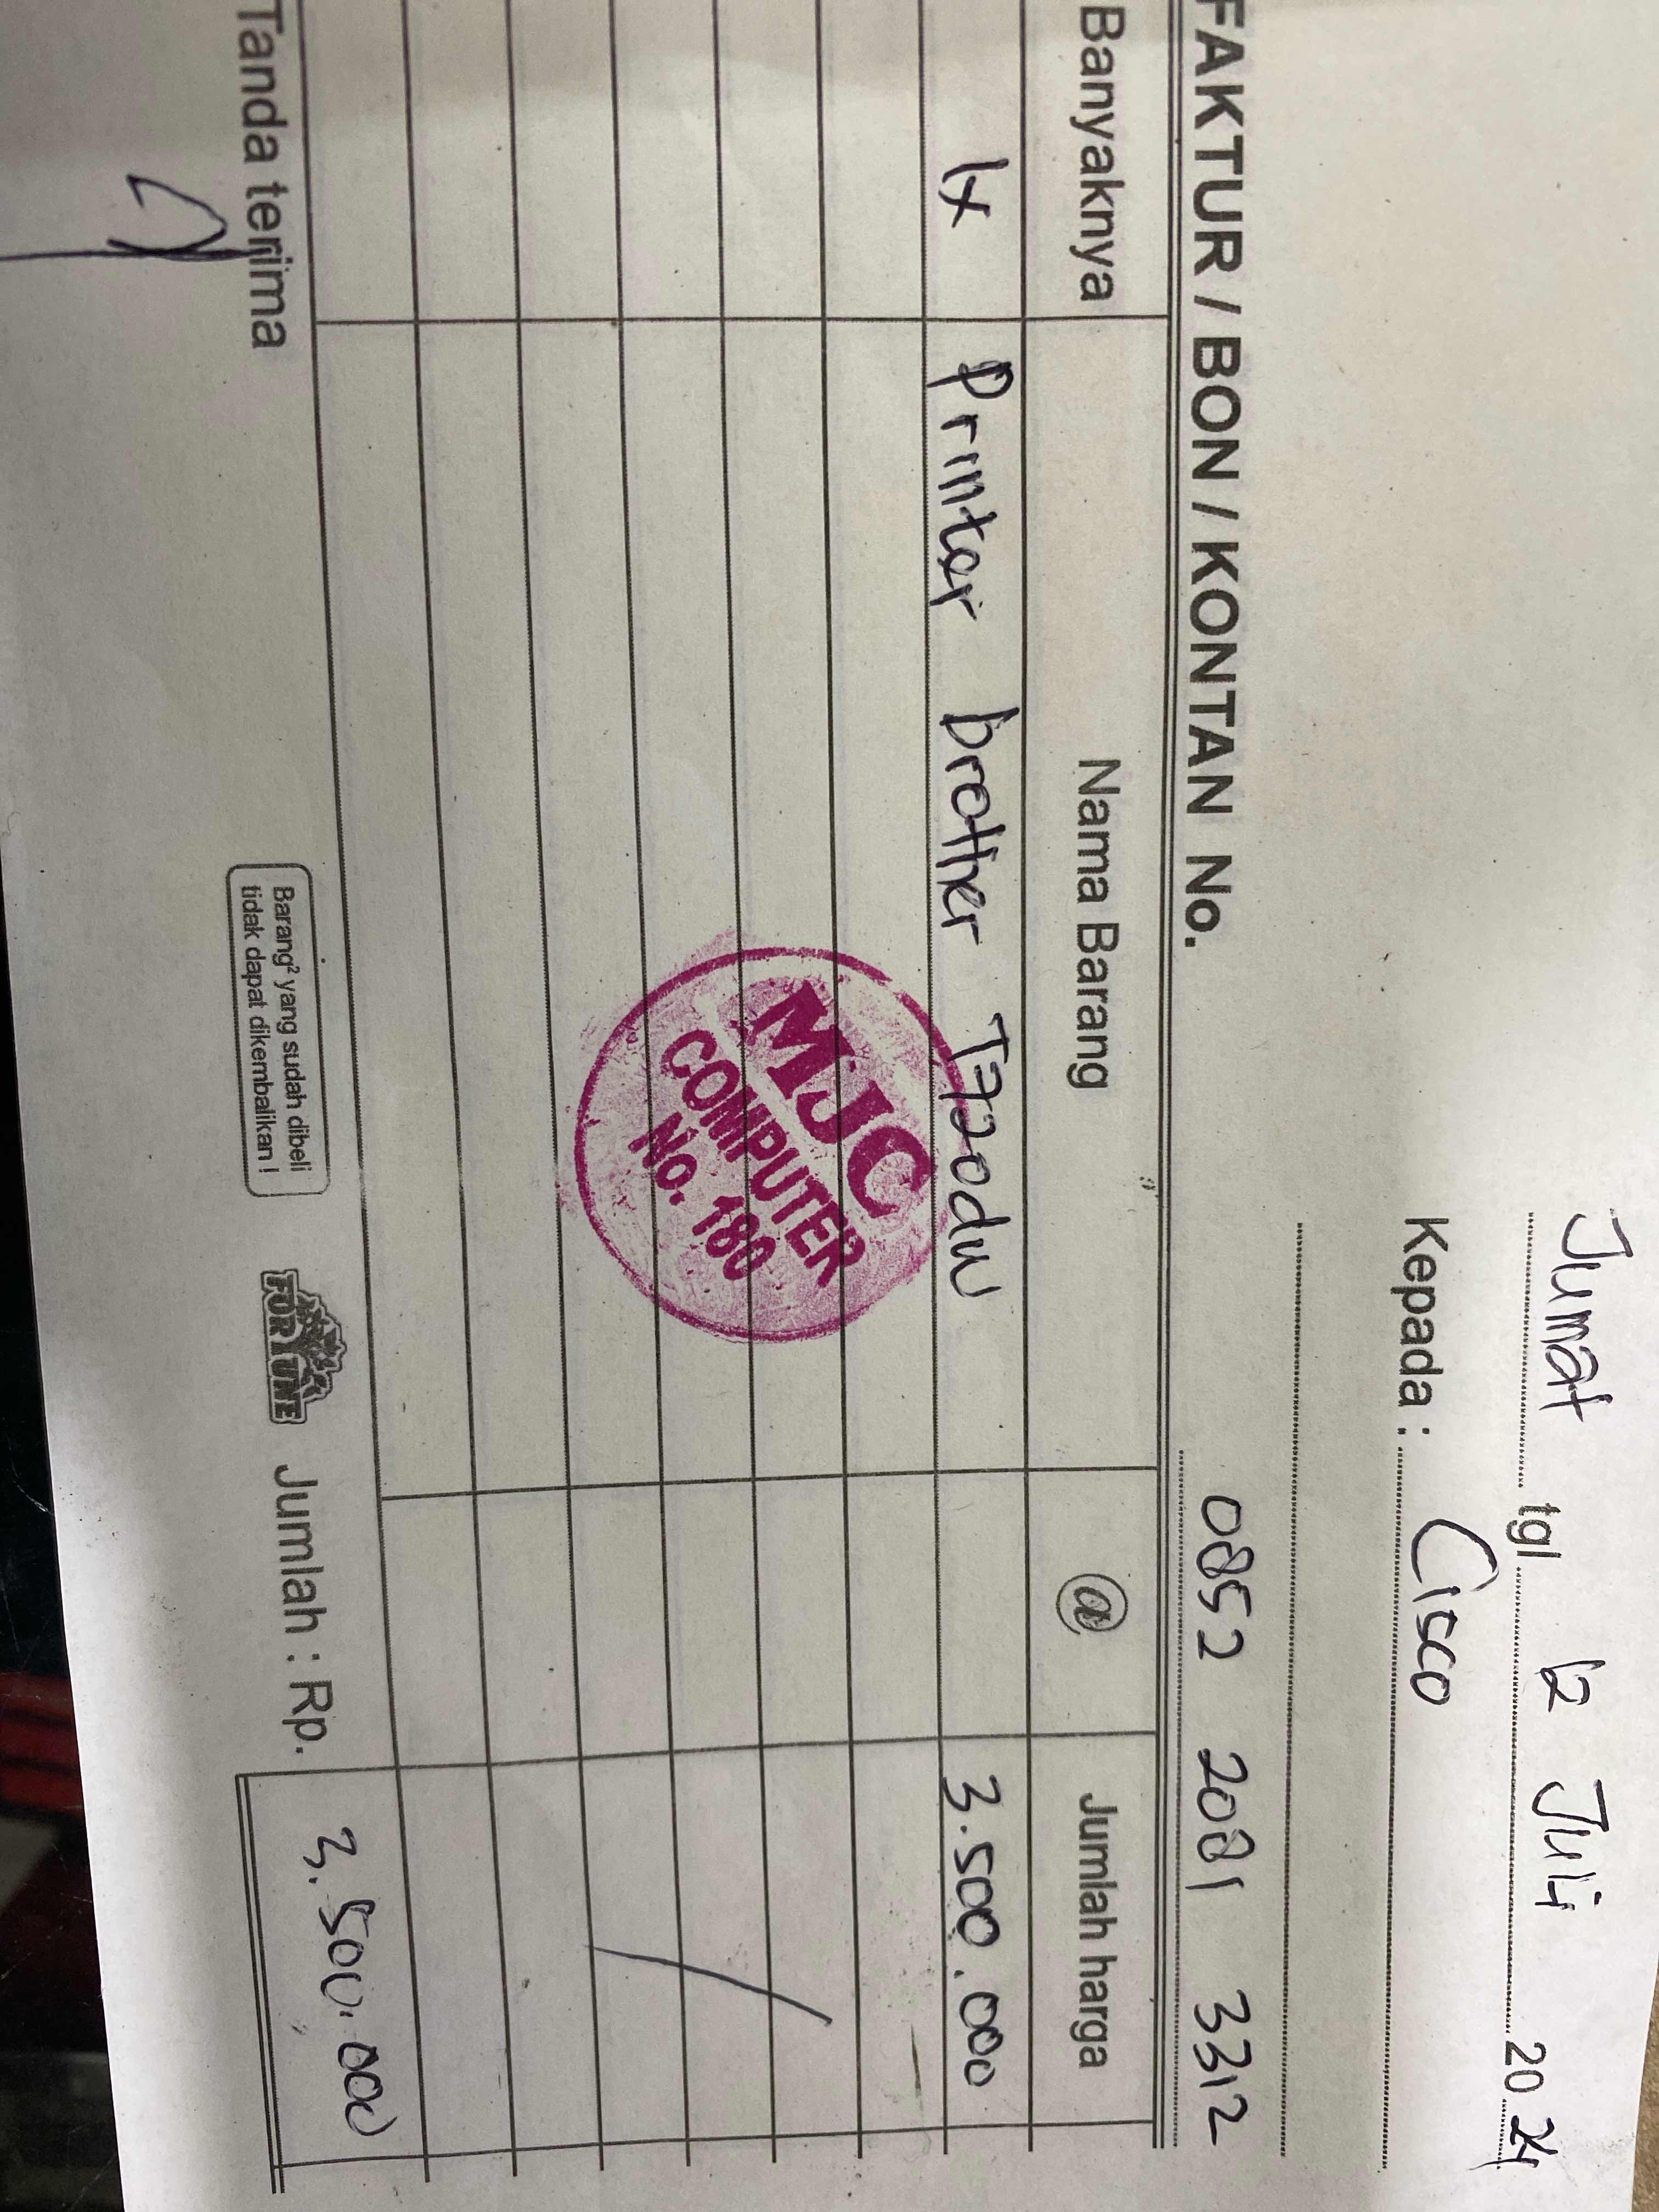 Jumat tgl 12 Juli 20 24
Kepada : Cisco
0852 2081 3312
FAKTUR / BON / KONTAN No.
Banyaknya Nama Barang @ Jumlah harga
1x Printer brother T720dw 3.500.000
MJC
COMPUTER
No. 180
Tanda terima
Barang² yang sudah dibeli
tidak dapat dikembalikan !
FORTUNE
Jumlah : Rp. 3.500.000